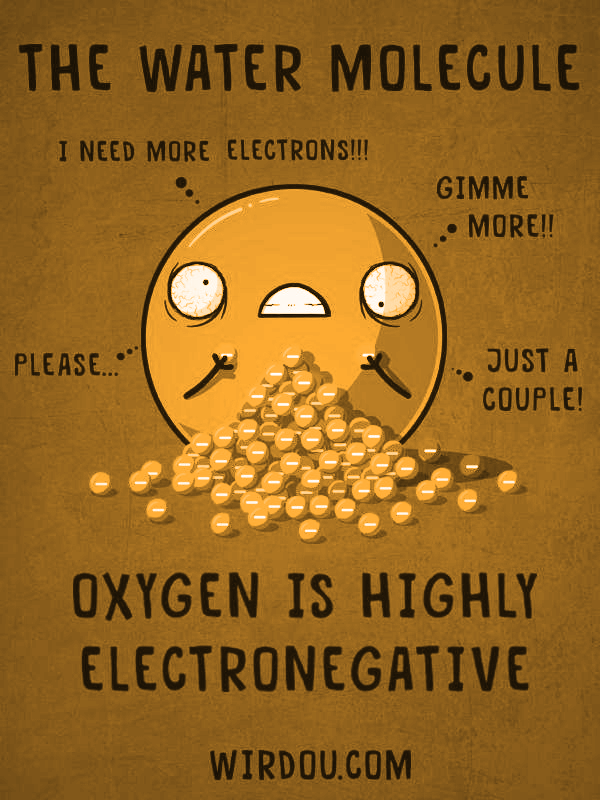 THE WATER MOLECULE
I NEED MORE ELECTRONS!!!
GIMME
MORE!!
PLEASE...
JUST A
COUPLE!
OXYGEN IS HIGHLY
ELECTRONEGATIVE
WIRDOU.COM